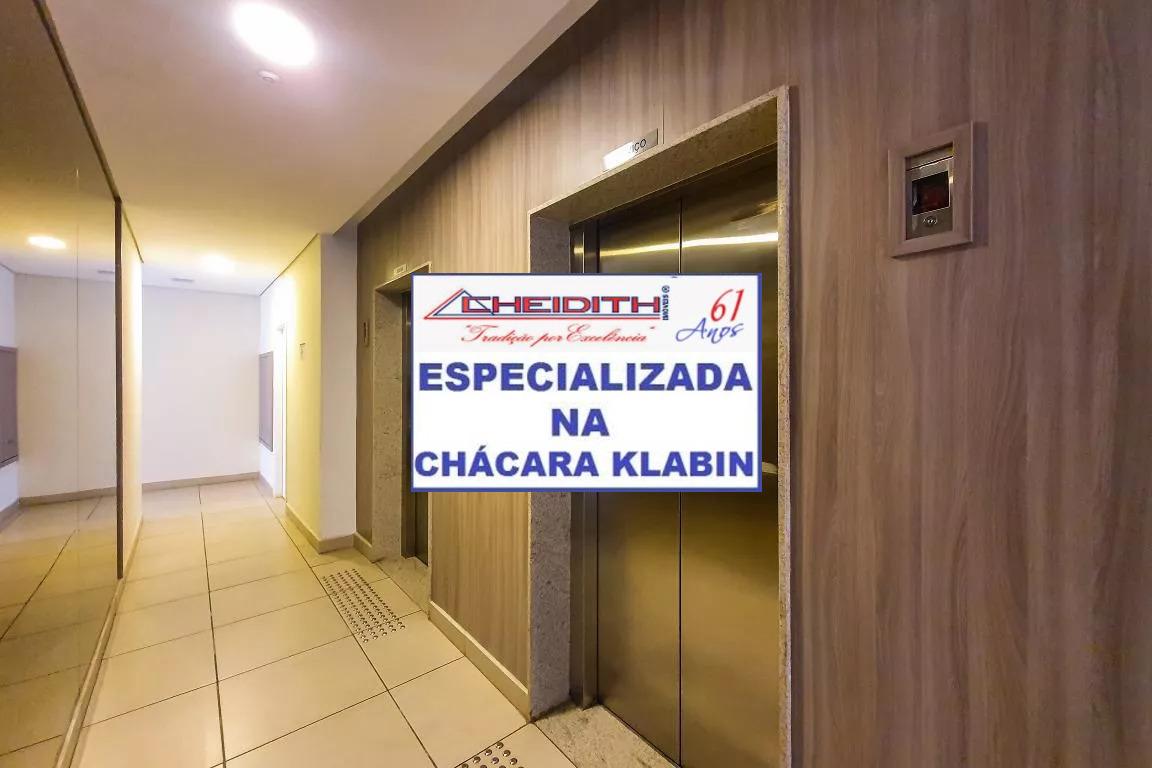 CHEIDITH
IMÓVEIS ®
61
Anos
"Tradição por Excelência"
ESPECIALIZADA
NA
CHÁCARA KLABIN